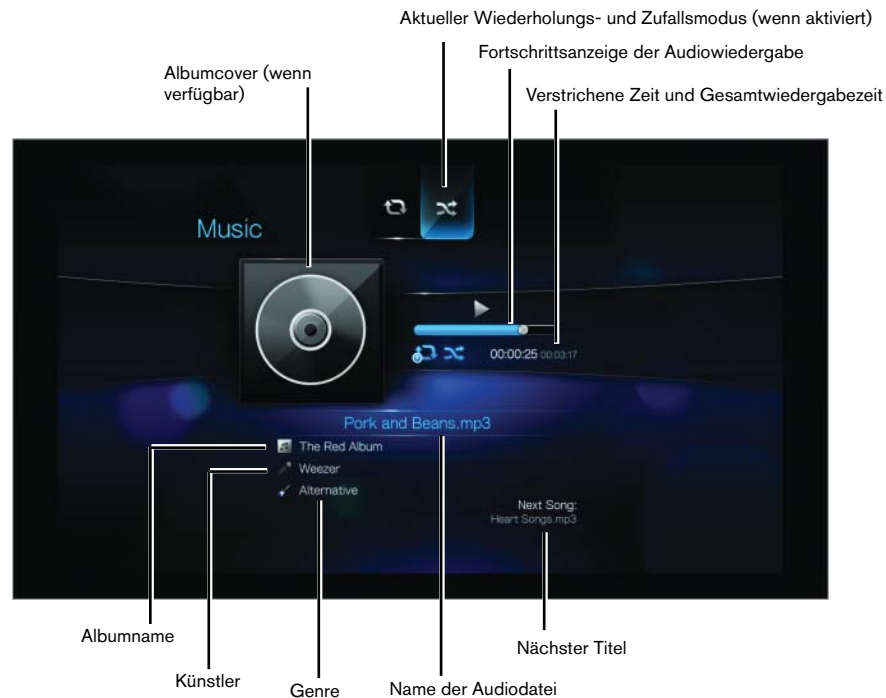 Aktueller Wiederholungs- und Zufallsmodus (wenn aktiviert)
Fortschrittsanzeige der Audiowiedergabe
Albumcover (wenn
verfügbar)
Verstrichene Zeit und Gesamtwiedergabezeit
Music
00:00:25 00:03:17
Pork and Beans.mp3
The Red Album
Weezer
Alternative
Next Song:
Heart Songs.mp3
Albumname
Nächster Titel
Künstler
Genre
Name der Audiodatei